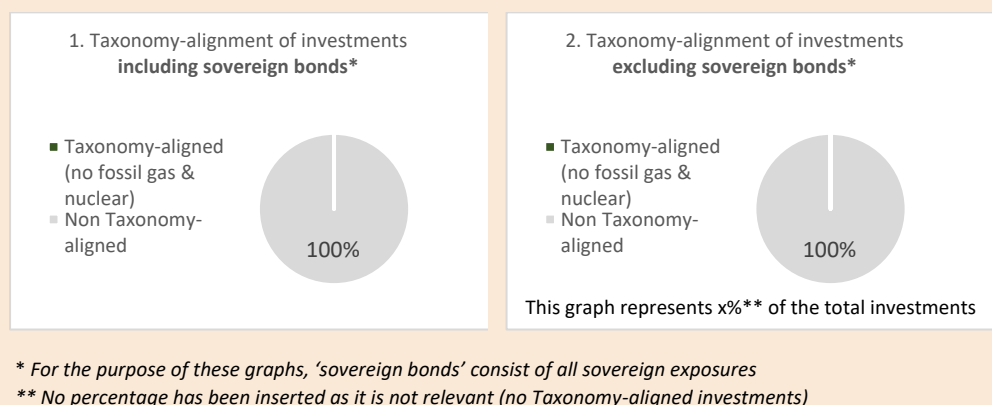 1. Taxonomy-alignment of investments
including sovereign bonds*
Taxonomy-aligned
(no fossil gas &
nuclear)
Non Taxonomy-
aligned
100%
2. Taxonomy-alignment of investments
excluding sovereign bonds*
Taxonomy-aligned
(no fossil gas &
nuclear)
Non Taxonomy-
aligned
100%
This graph represents x%** of the total investments
* For the purpose of these graphs, ‘sovereign bonds’ consist of all sovereign exposures
** No percentage has been inserted as it is not relevant (no Taxonomy-aligned investments)